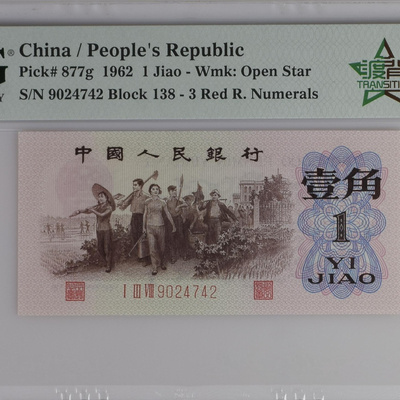 G®
China / People's Republic
Pick# 877g 1962 1 Jiao - Wmk: Open Star
Y
S/N 9024742 Block 138 - 3 Red R. Numerals
TRANSITION
中國人民銀行
壹角
1
YI
JIAO
I III VIII 9024742